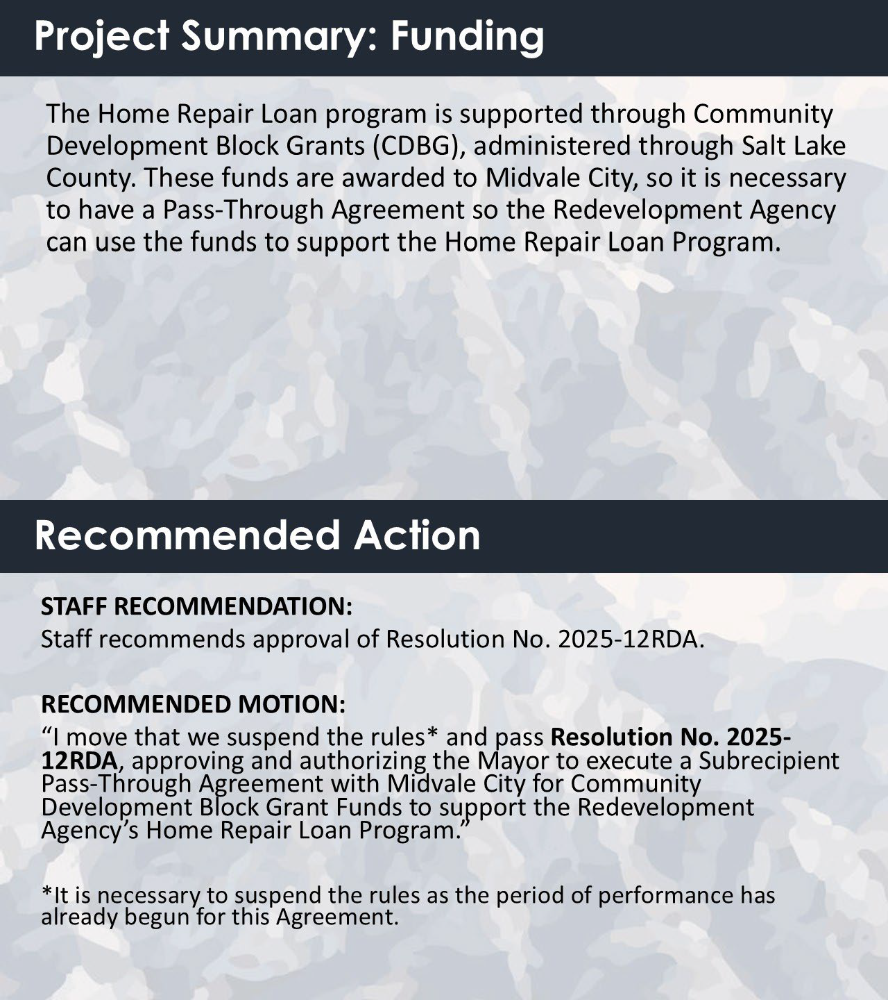 Project Summary: Funding
The Home Repair Loan program is supported through Community
Development Block Grants (CDBG), administered through Salt Lake
County. These funds are awarded to Midvale City, so it is necessary
to have a Pass-Through Agreement so the Redevelopment Agency
can use the funds to support the Home Repair Loan Program.
Recommended Action
STAFF RECOMMENDATION:
Staff recommends approval of Resolution No. 2025-12RDA.
RECOMMENDED MOTION:
“I move that we suspend the rules* and pass Resolution No. 2025-
12RDA, approving and authorizing the Mayor to execute a Subrecipient
Pass-Through Agreement with Midvale City for Community
Development Block Grant Funds to support the Redevelopment
Agency’s Home Repair Loan Program.”
*It is necessary to suspend the rules as the period of performance has
already begun for this Agreement.